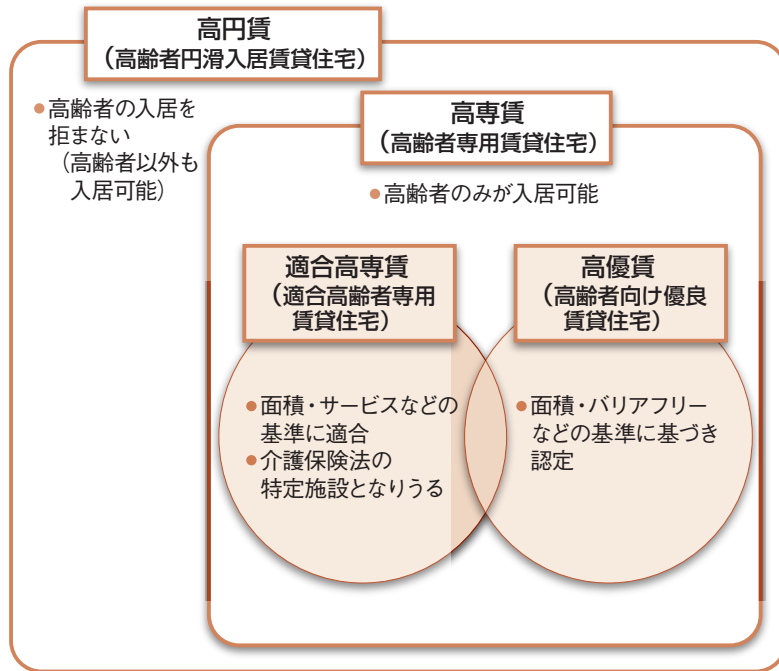 高円賃
（高齢者円滑入居賃貸住宅）
●高齢者の入居を
拒まない
（高齢者以外も
入居可能）
高専賃
（高齢者専用賃貸住宅）
●高齢者のみが入居可能
適合高専賃
（適合高齢者専用
賃貸住宅）
●面積・サービスなどの
基準に適合
●介護保険法の
特定施設となりうる
高優賃
（高齢者向け優良
賃貸住宅）
●面積・バリアフリー
などの基準に基づき
認定